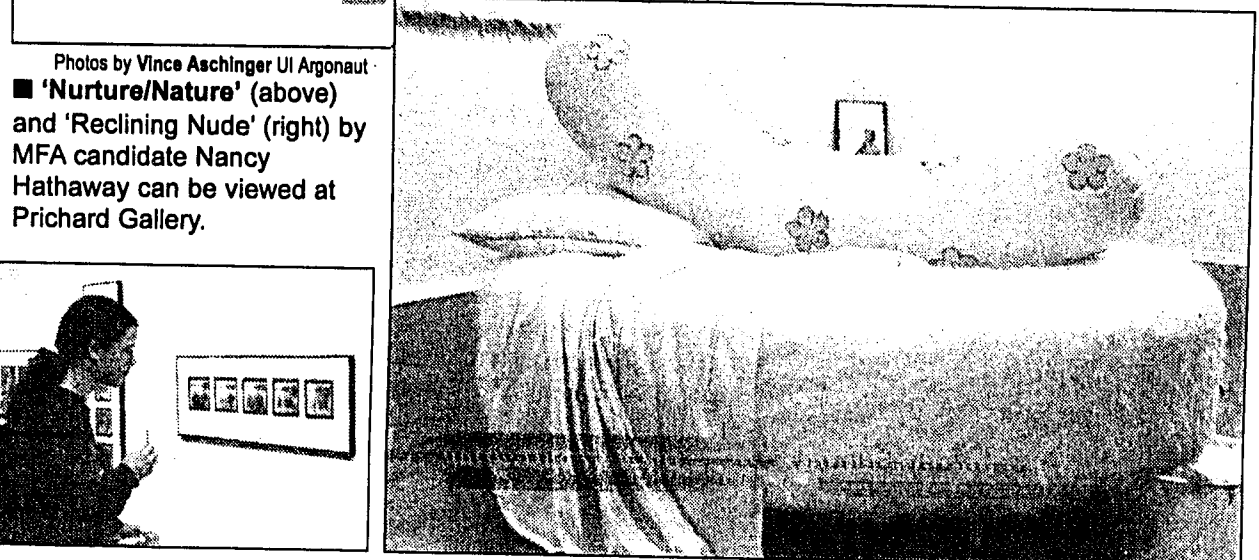 Photos by Vince Aschinger UI Argonaut
■ 'Nurture/Nature' (above)
and 'Reclining Nude' (right) by
MFA candidate Nancy
Hathaway can be viewed at
Prichard Gallery.